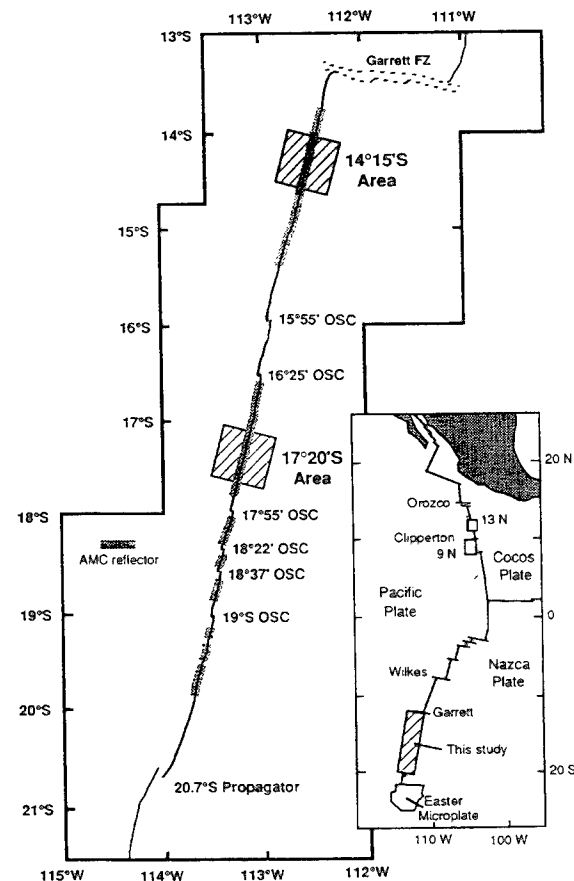 113°W
112°W
111°W
13°S
Garrett FZ
14°S
14°15'S
Area
15°S
15°55' OSC
16°S
16°25' OSC
17°S
17°20'S
Area
18°S
17°55' OSC
AMC reflector
18°22' OSC
18°37' OSC
19°S
19°S OSC
20°S
20.7°S Propagator
21°S
115°W
114°W
113°W
112°W
20 N
Orozco
13 N
Clipperton
9 N
Cocos
Plate
Pacific
Plate
0
Nazca
Plate
Wilkes
Garrett
This study
20 S
Easter
Microplate
110 W
100 W